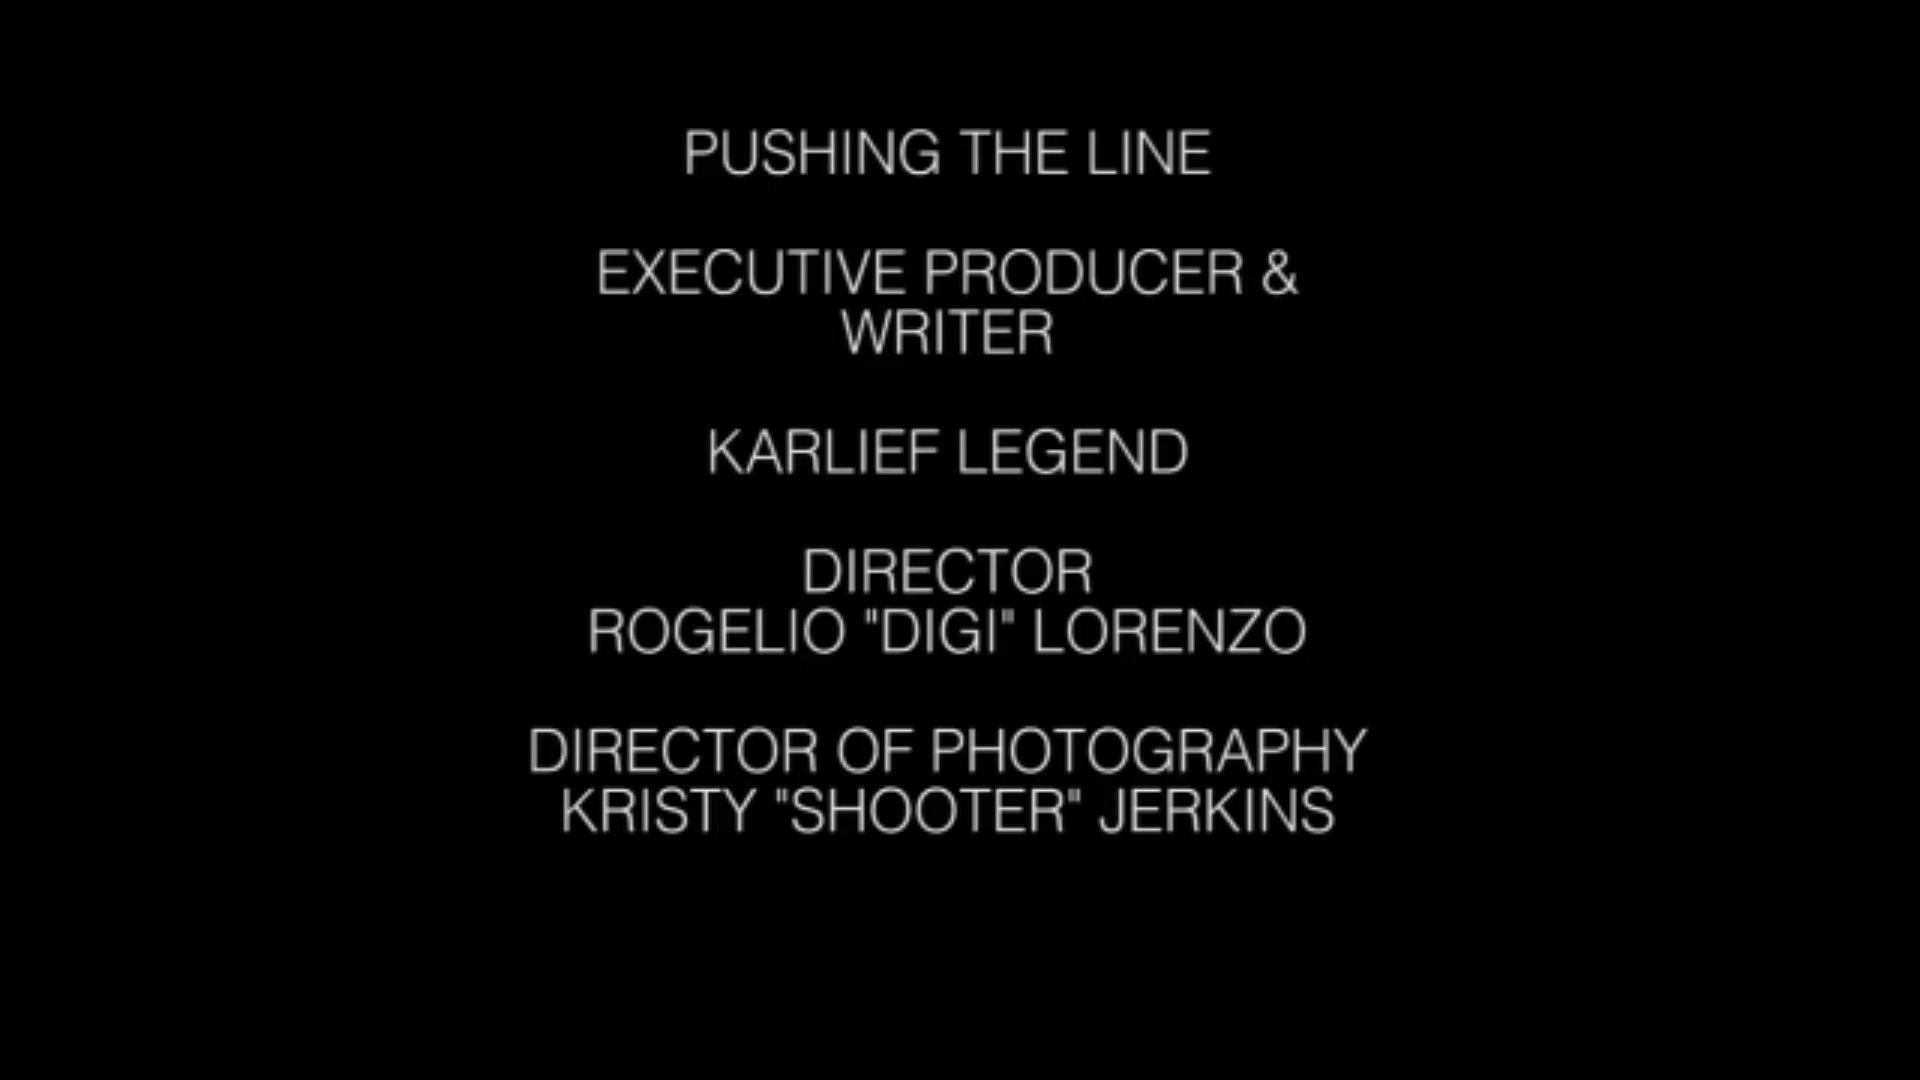 PUSHING THE LINE
EXECUTIVE PRODUCER &
WRITER
KARLIEF LEGEND
DIRECTOR
ROGELIO "DIGI" LORENZO
DIRECTOR OF PHOTOGRAPHY
KRISTY "SHOOTER" JERKINS